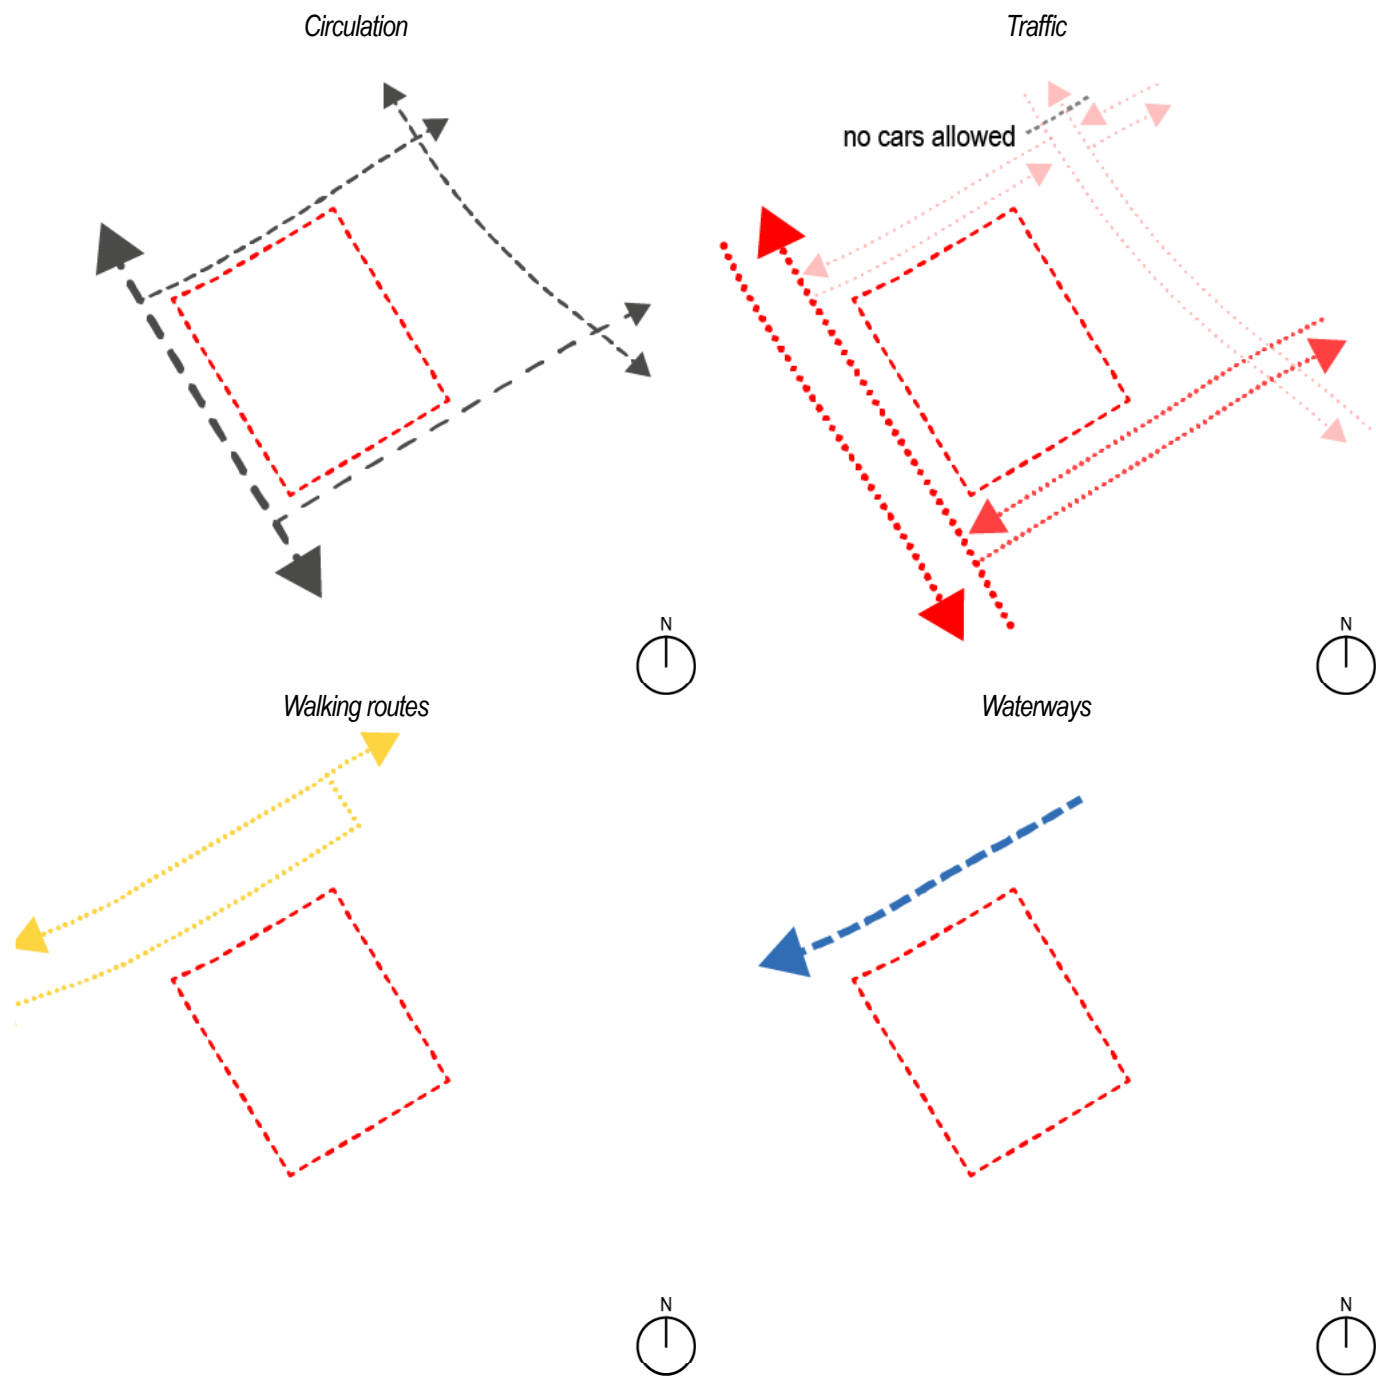 Circulation
Traffic
no cars allowed
N
N
Walking routes
Waterways
N
N